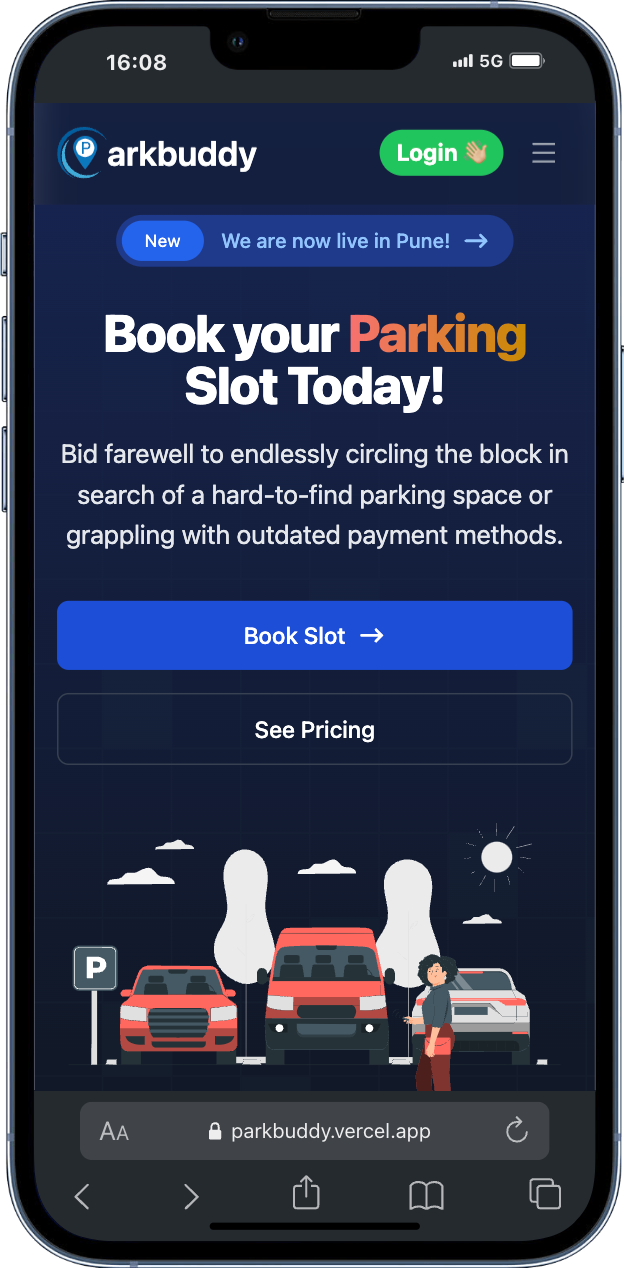 16:08
5G
P
arkbuddy
Login 👋🏼
New
We are now live in Pune! →
Book your Parking
Slot Today!
Bid farewell to endlessly circling the block in
search of a hard-to-find parking space or
grappling with outdated payment methods.
Book Slot →
See Pricing
P
AA
parkbuddy.vercel.app